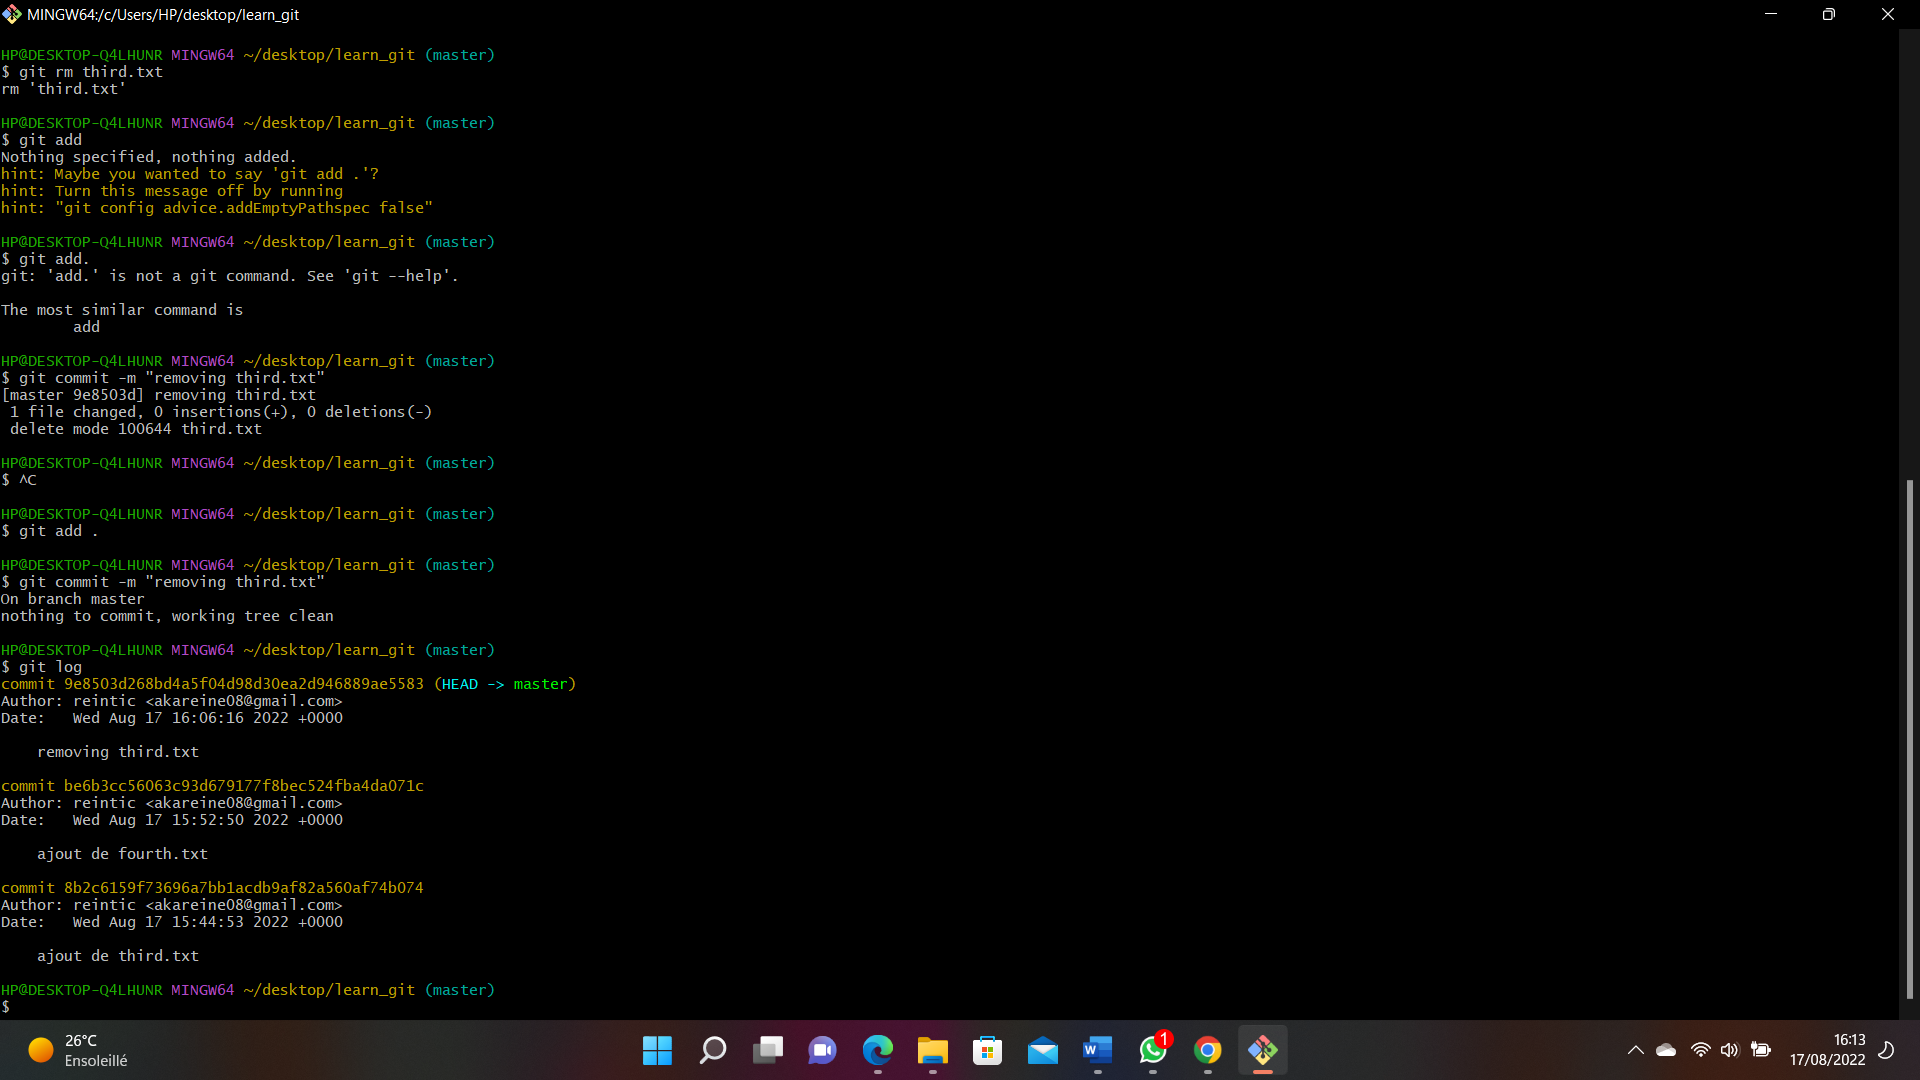 MINGW64:/c/Users/HP/desktop/learn_git
HP@DESKTOP-Q4LHUNR MINGW64 ~/desktop/learn_git (master)
$ git rm third.txt
rm 'third.txt'
HP@DESKTOP-Q4LHUNR MINGW64 ~/desktop/learn_git (master)
$ git add
Nothing specified, nothing added.
hint: Maybe you wanted to say 'git add .'?
hint: Turn this message off by running
hint: "git config advice.addEmptyPathspec false"
HP@DESKTOP-Q4LHUNR MINGW64 ~/desktop/learn_git (master)
$ git add.
git: 'add.' is not a git command. See 'git --help'.
The most similar command is
        add
HP@DESKTOP-Q4LHUNR MINGW64 ~/desktop/learn_git (master)
$ git commit -m "removing third.txt"
[master 9e8503d] removing third.txt
 1 file changed, 0 insertions(+), 0 deletions(-)
 delete mode 100644 third.txt
HP@DESKTOP-Q4LHUNR MINGW64 ~/desktop/learn_git (master)
$ ^C
HP@DESKTOP-Q4LHUNR MINGW64 ~/desktop/learn_git (master)
$ git add .
HP@DESKTOP-Q4LHUNR MINGW64 ~/desktop/learn_git (master)
$ git commit -m "removing third.txt"
On branch master
nothing to commit, working tree clean
HP@DESKTOP-Q4LHUNR MINGW64 ~/desktop/learn_git (master)
$ git log
commit 9e8503d268bd4a5f04d98d30ea2d946889ae5583 (HEAD -> master)
Author: reintic <akareine08@gmail.com>
Date:   Wed Aug 17 16:06:16 2022 +0000
    removing third.txt
commit be6b3cc56063c93d679177f8bec524fba4da071c
Author: reintic <akareine08@gmail.com>
Date:   Wed Aug 17 15:52:50 2022 +0000
    ajout de fourth.txt
commit 8b2c6159f73696a7bb1acdb9af82a560af74b074
Author: reintic <akareine08@gmail.com>
Date:   Wed Aug 17 15:44:53 2022 +0000
    ajout de third.txt
HP@DESKTOP-Q4LHUNR MINGW64 ~/desktop/learn_git (master)
$
26°C
Ensoleillé
W
1
16:13
17/08/2022